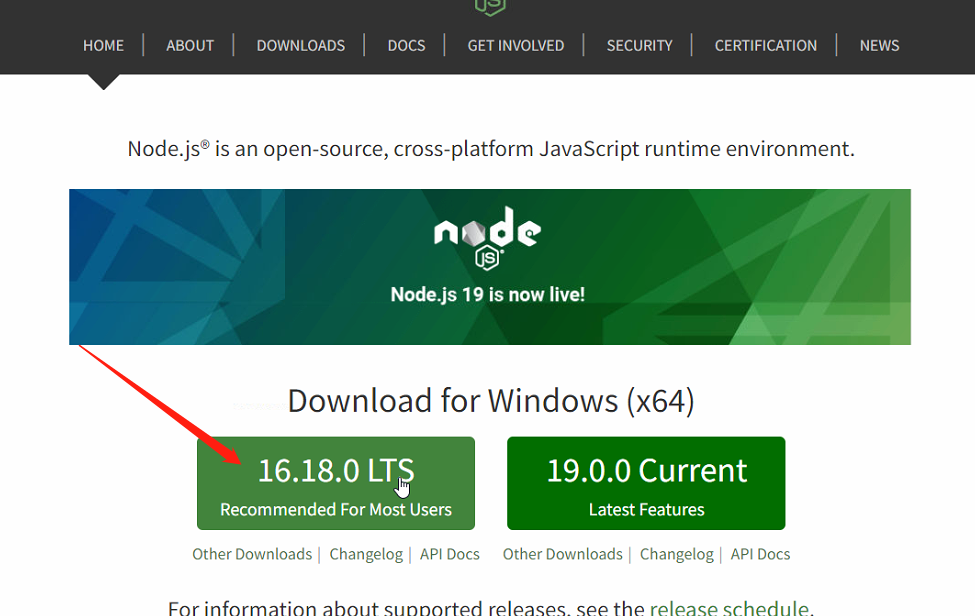 JS
HOME | ABOUT | DOWNLOADS | DOCS | GET INVOLVED | SECURITY | CERTIFICATION | NEWS
Node.js® is an open-source, cross-platform JavaScript runtime environment.
node
JS
Node.js 19 is now live!
Download for Windows (x64)
16.18.0 LTS
Recommended For Most Users
19.0.0 Current
Latest Features
Other Downloads | Changelog | API Docs
Other Downloads | Changelog | API Docs
For information about supported releases, see the release schedule.